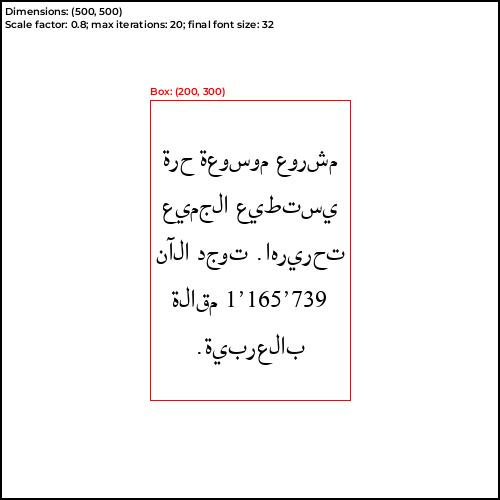 Dimensions: (500, 500)
Scale factor: 0.8; max iterations: 20; final font size: 32
Box: (200, 300)
مشروع موسوعة حرة
يستطيع الجميع
تحريرها. توجد الآن
1’165’739 مقالة
بالعربية.